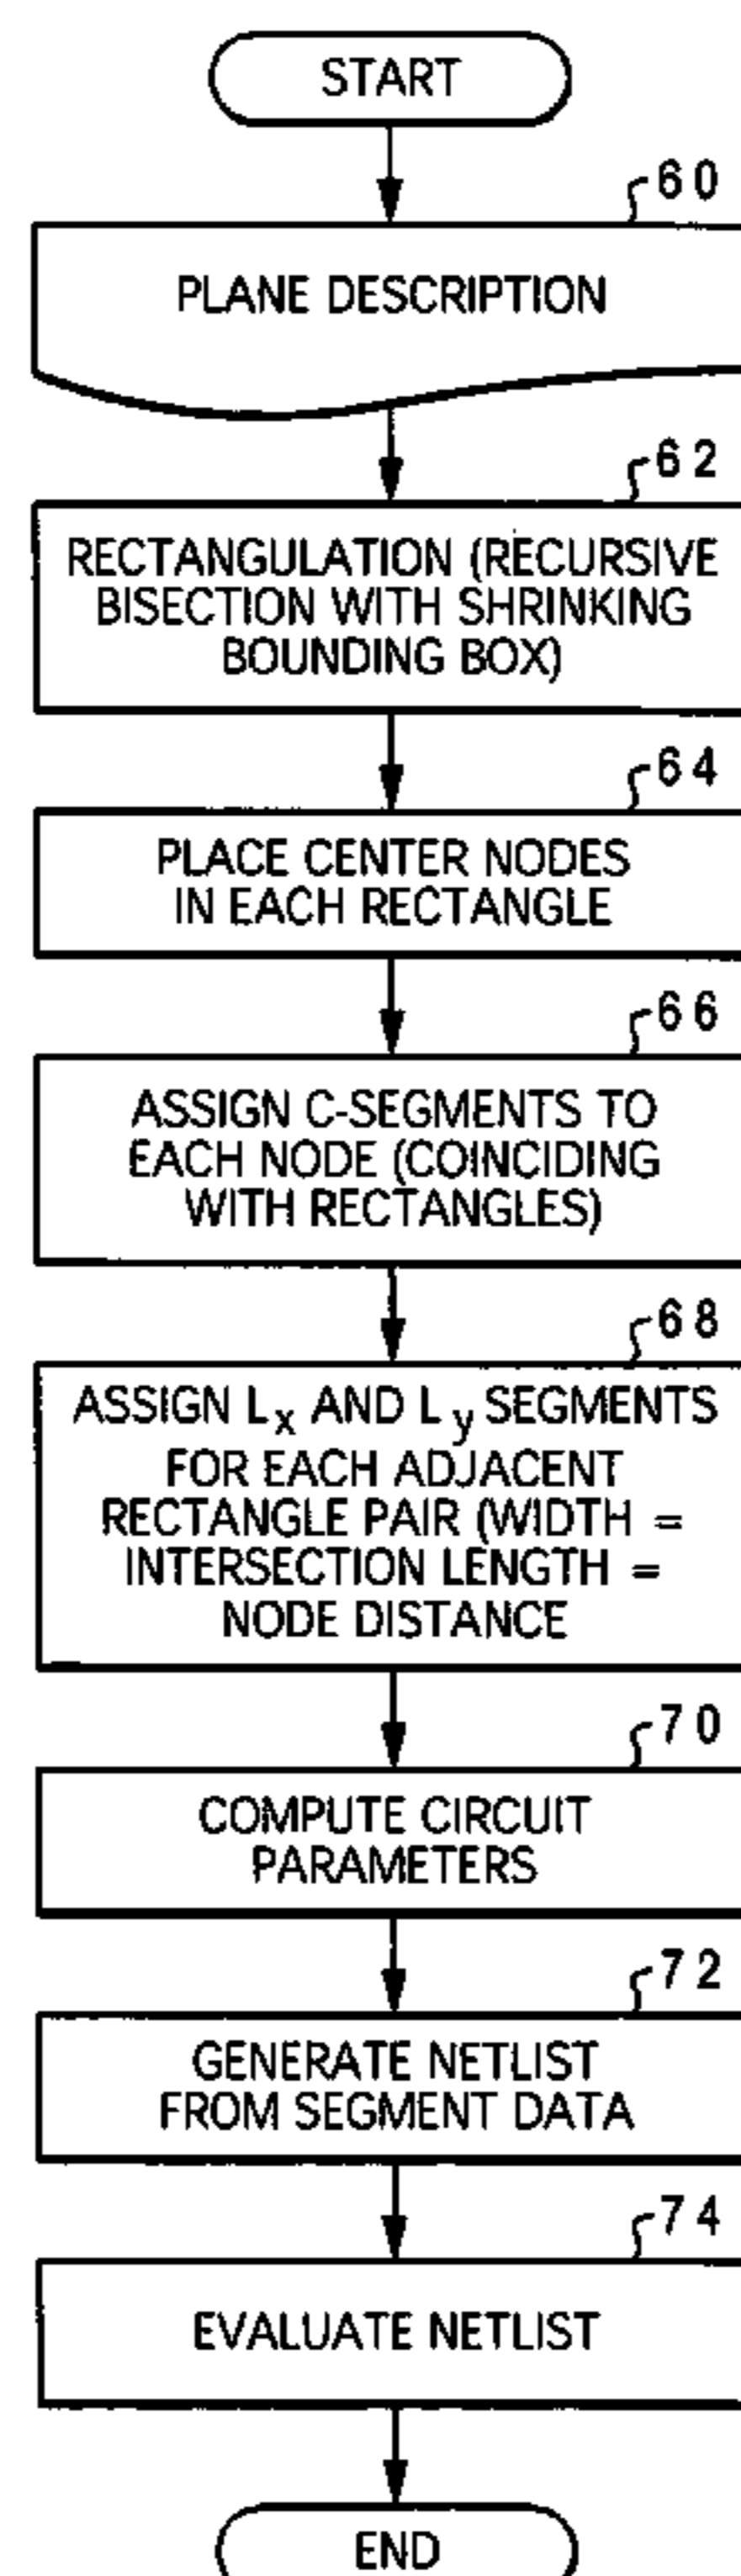 START
60
PLANE DESCRIPTION
62
RECTANGULATION (RECURSIVE
BISECTION WITH SHRINKING
BOUNDING BOX)
64
PLACE CENTER NODES
IN EACH RECTANGLE
66
ASSIGN C-SEGMENTS TO
EACH NODE (COINCIDING
WITH RECTANGLES)
68
ASSIGN Lx AND Ly SEGMENTS
FOR EACH ADJACENT
RECTANGLE PAIR (WIDTH =
INTERSECTION LENGTH =
NODE DISTANCE
70
COMPUTE CIRCUIT
PARAMETERS
72
GENERATE NETLIST
FROM SEGMENT DATA
74
EVALUATE NETLIST
END